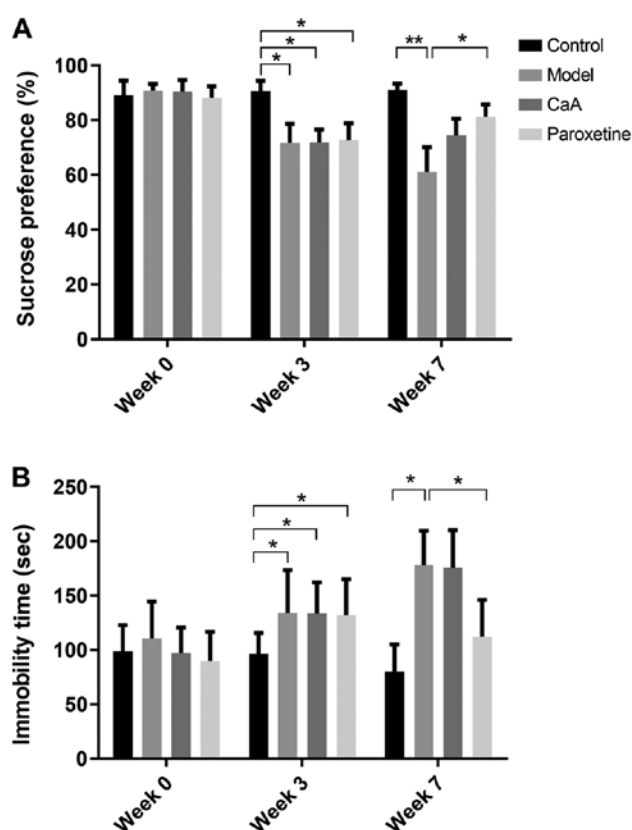 A
Sucrose preference (%)
100
80
60
40
20
0
*
*
*
**
*
Control
Model
CaA
Paroxetine
Week 0
Week 3
Week 7
B
Immobility time (sec)
250
200
150
100
50
0
*
*
*
*
*
Week 0
Week 3
Week 7